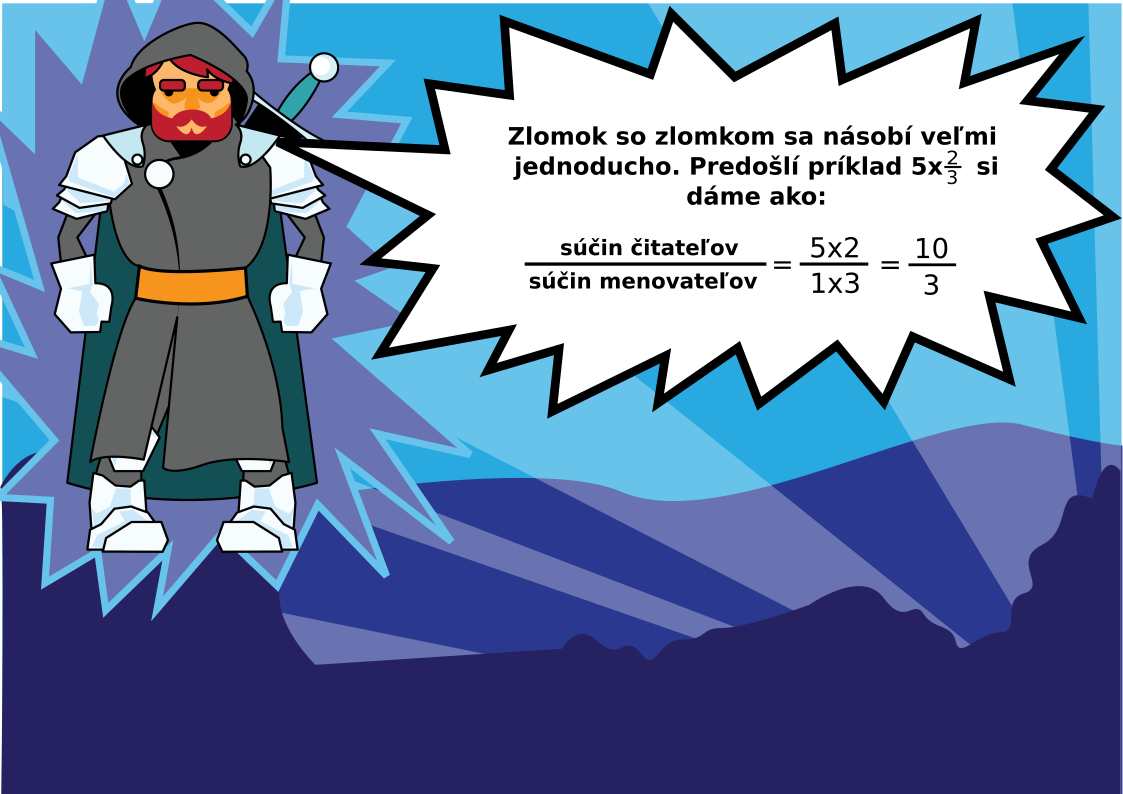 Zlomok so zlomkom sa násobí veľmi
jednoducho. Predošlí príklad 5x2/3 si
dáme ako:
súčin čitateľov / súčin menovateľov = 5x2 / 1x3 = 10 / 3